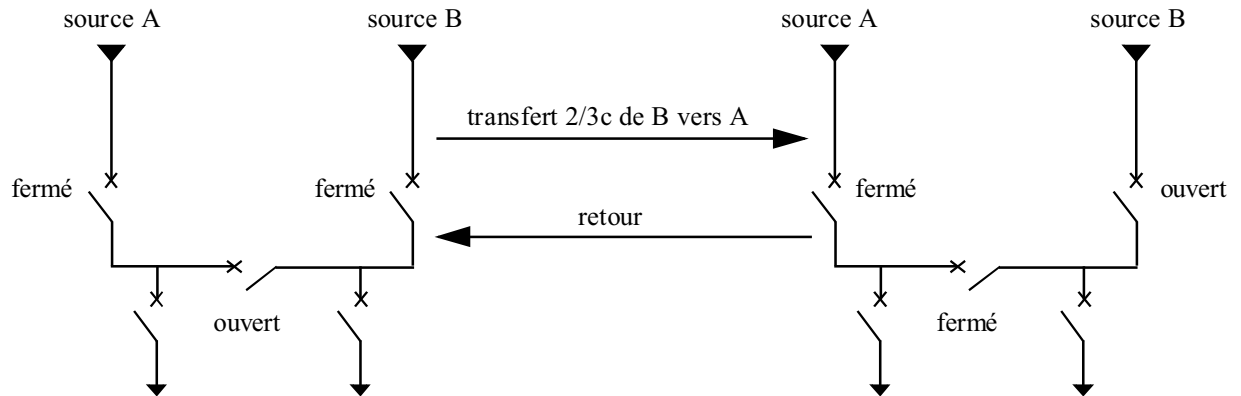 source A
source B
source A
source B
transfert 2/3c de B vers A
fermé
fermé
fermé
ouvert
retour
ouvert
fermé